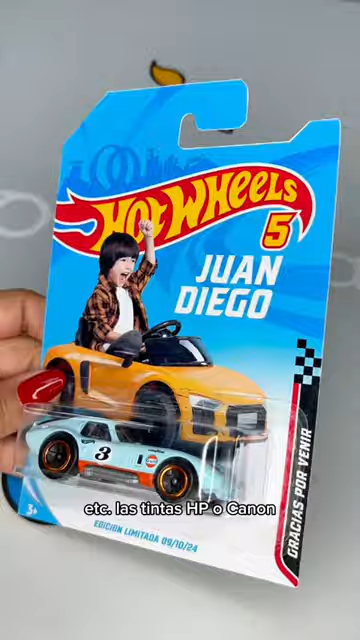 HOT WHEELS
5
JUAN
DIEGO
3
GRACIAS POR VENIR
etc. las tintas HP o Canon
3+
EDICIÓN LIMITADA 09/10/24